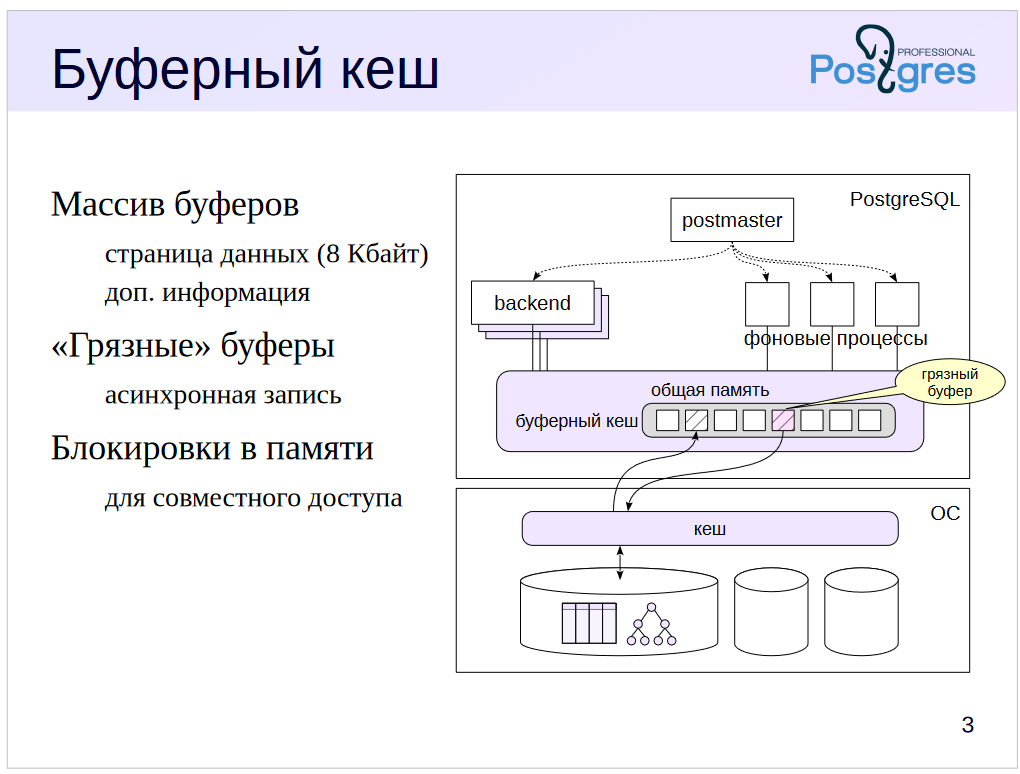 Буферный кеш
PROFESSIONAL
Postgres
Массив буферов
страница данных (8 Кбайт)
доп. информация
«Грязные» буферы
асинхронная запись
Блокировки в памяти
для совместного доступа
PostgreSQL
postmaster
backend
фоновые процессы
грязный
буфер
общая память
буферный кеш
ОС
кеш
3